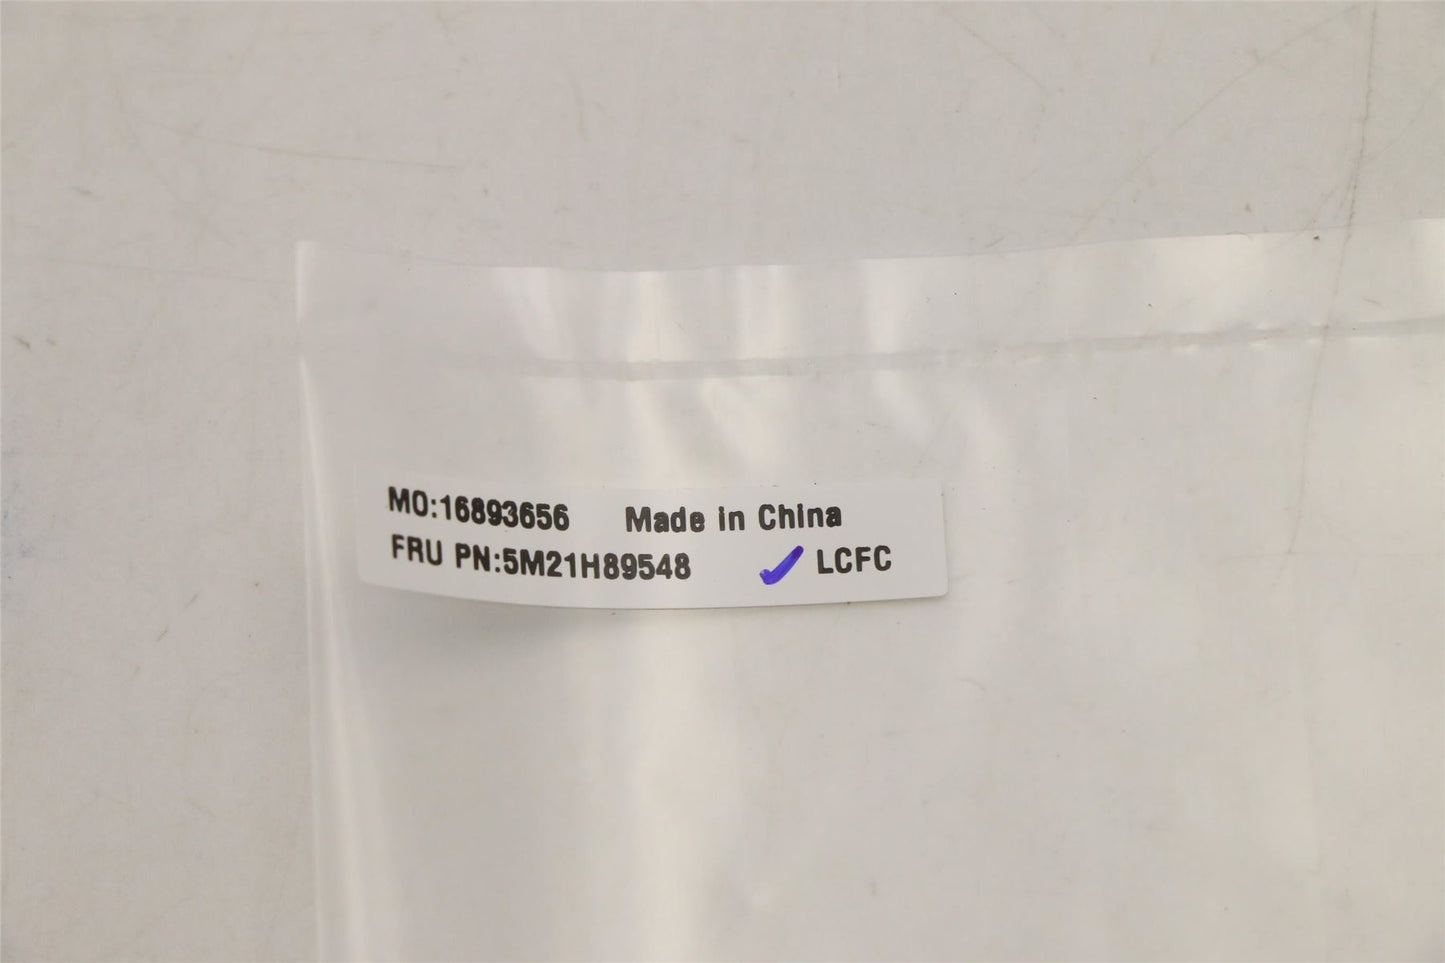 MO:16893656 Made in China
FRU PN:5M21H89548 LCFC